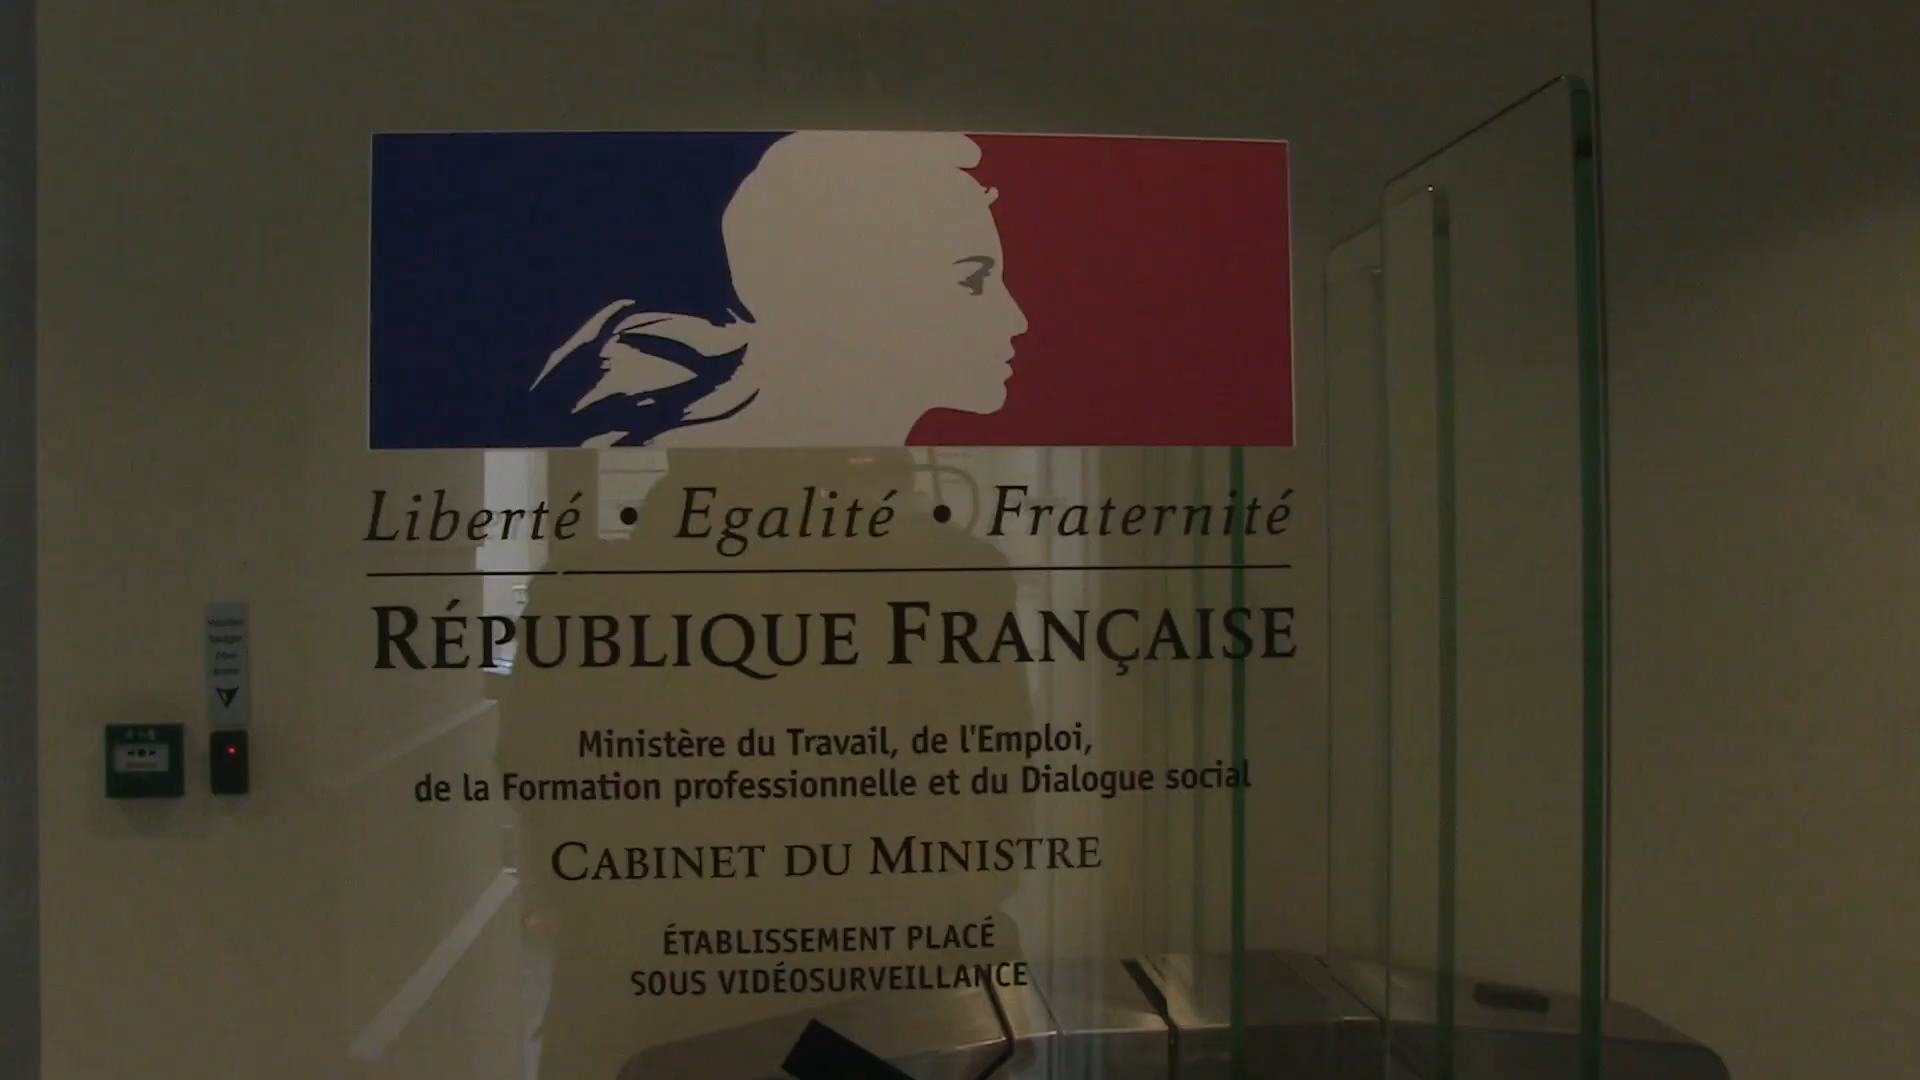 Liberté • Egalité • Fraternité
RÉPUBLIQUE FRANÇAISE
Ministère du Travail, de l'Emploi,
de la Formation professionnelle et du Dialogue social
CABINET DU MINISTRE
ÉTABLISSEMENT PLACÉ
SOUS VIDÉOSURVEILLANCE